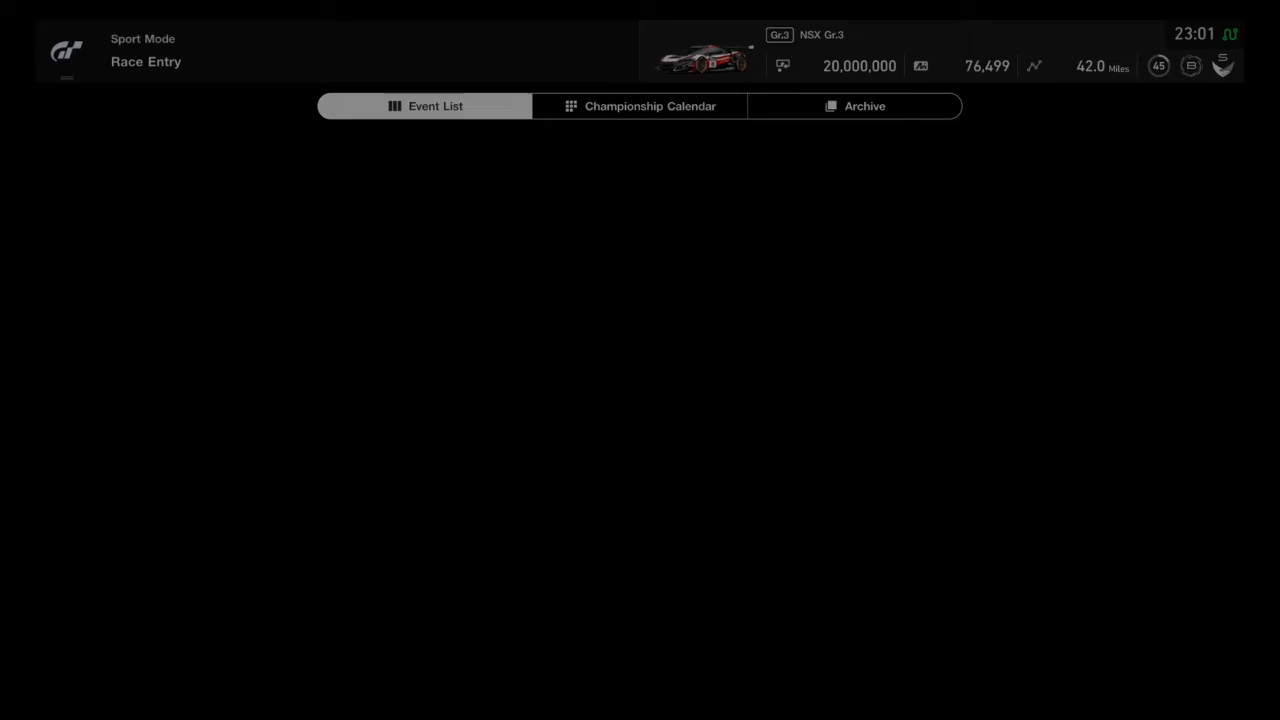 Sport Mode
Race Entry
Gr.3 NSX Gr.3
23:01
20,000,000 76,499 42.0 Miles 45 B S
Event List Championship Calendar Archive